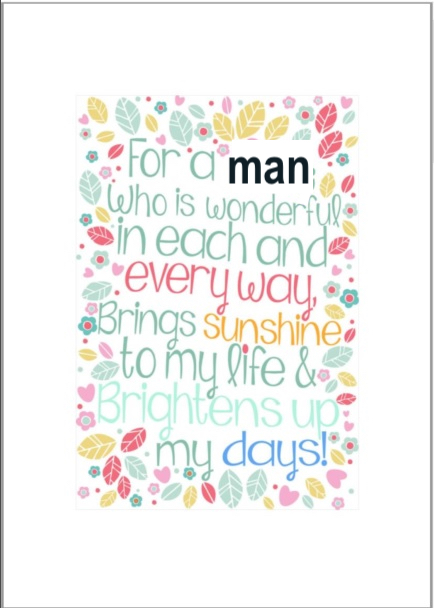 For a man,
Who is wonderful
in each and
every way,
Brings sunshine
to my life &
Brightens up
my days!